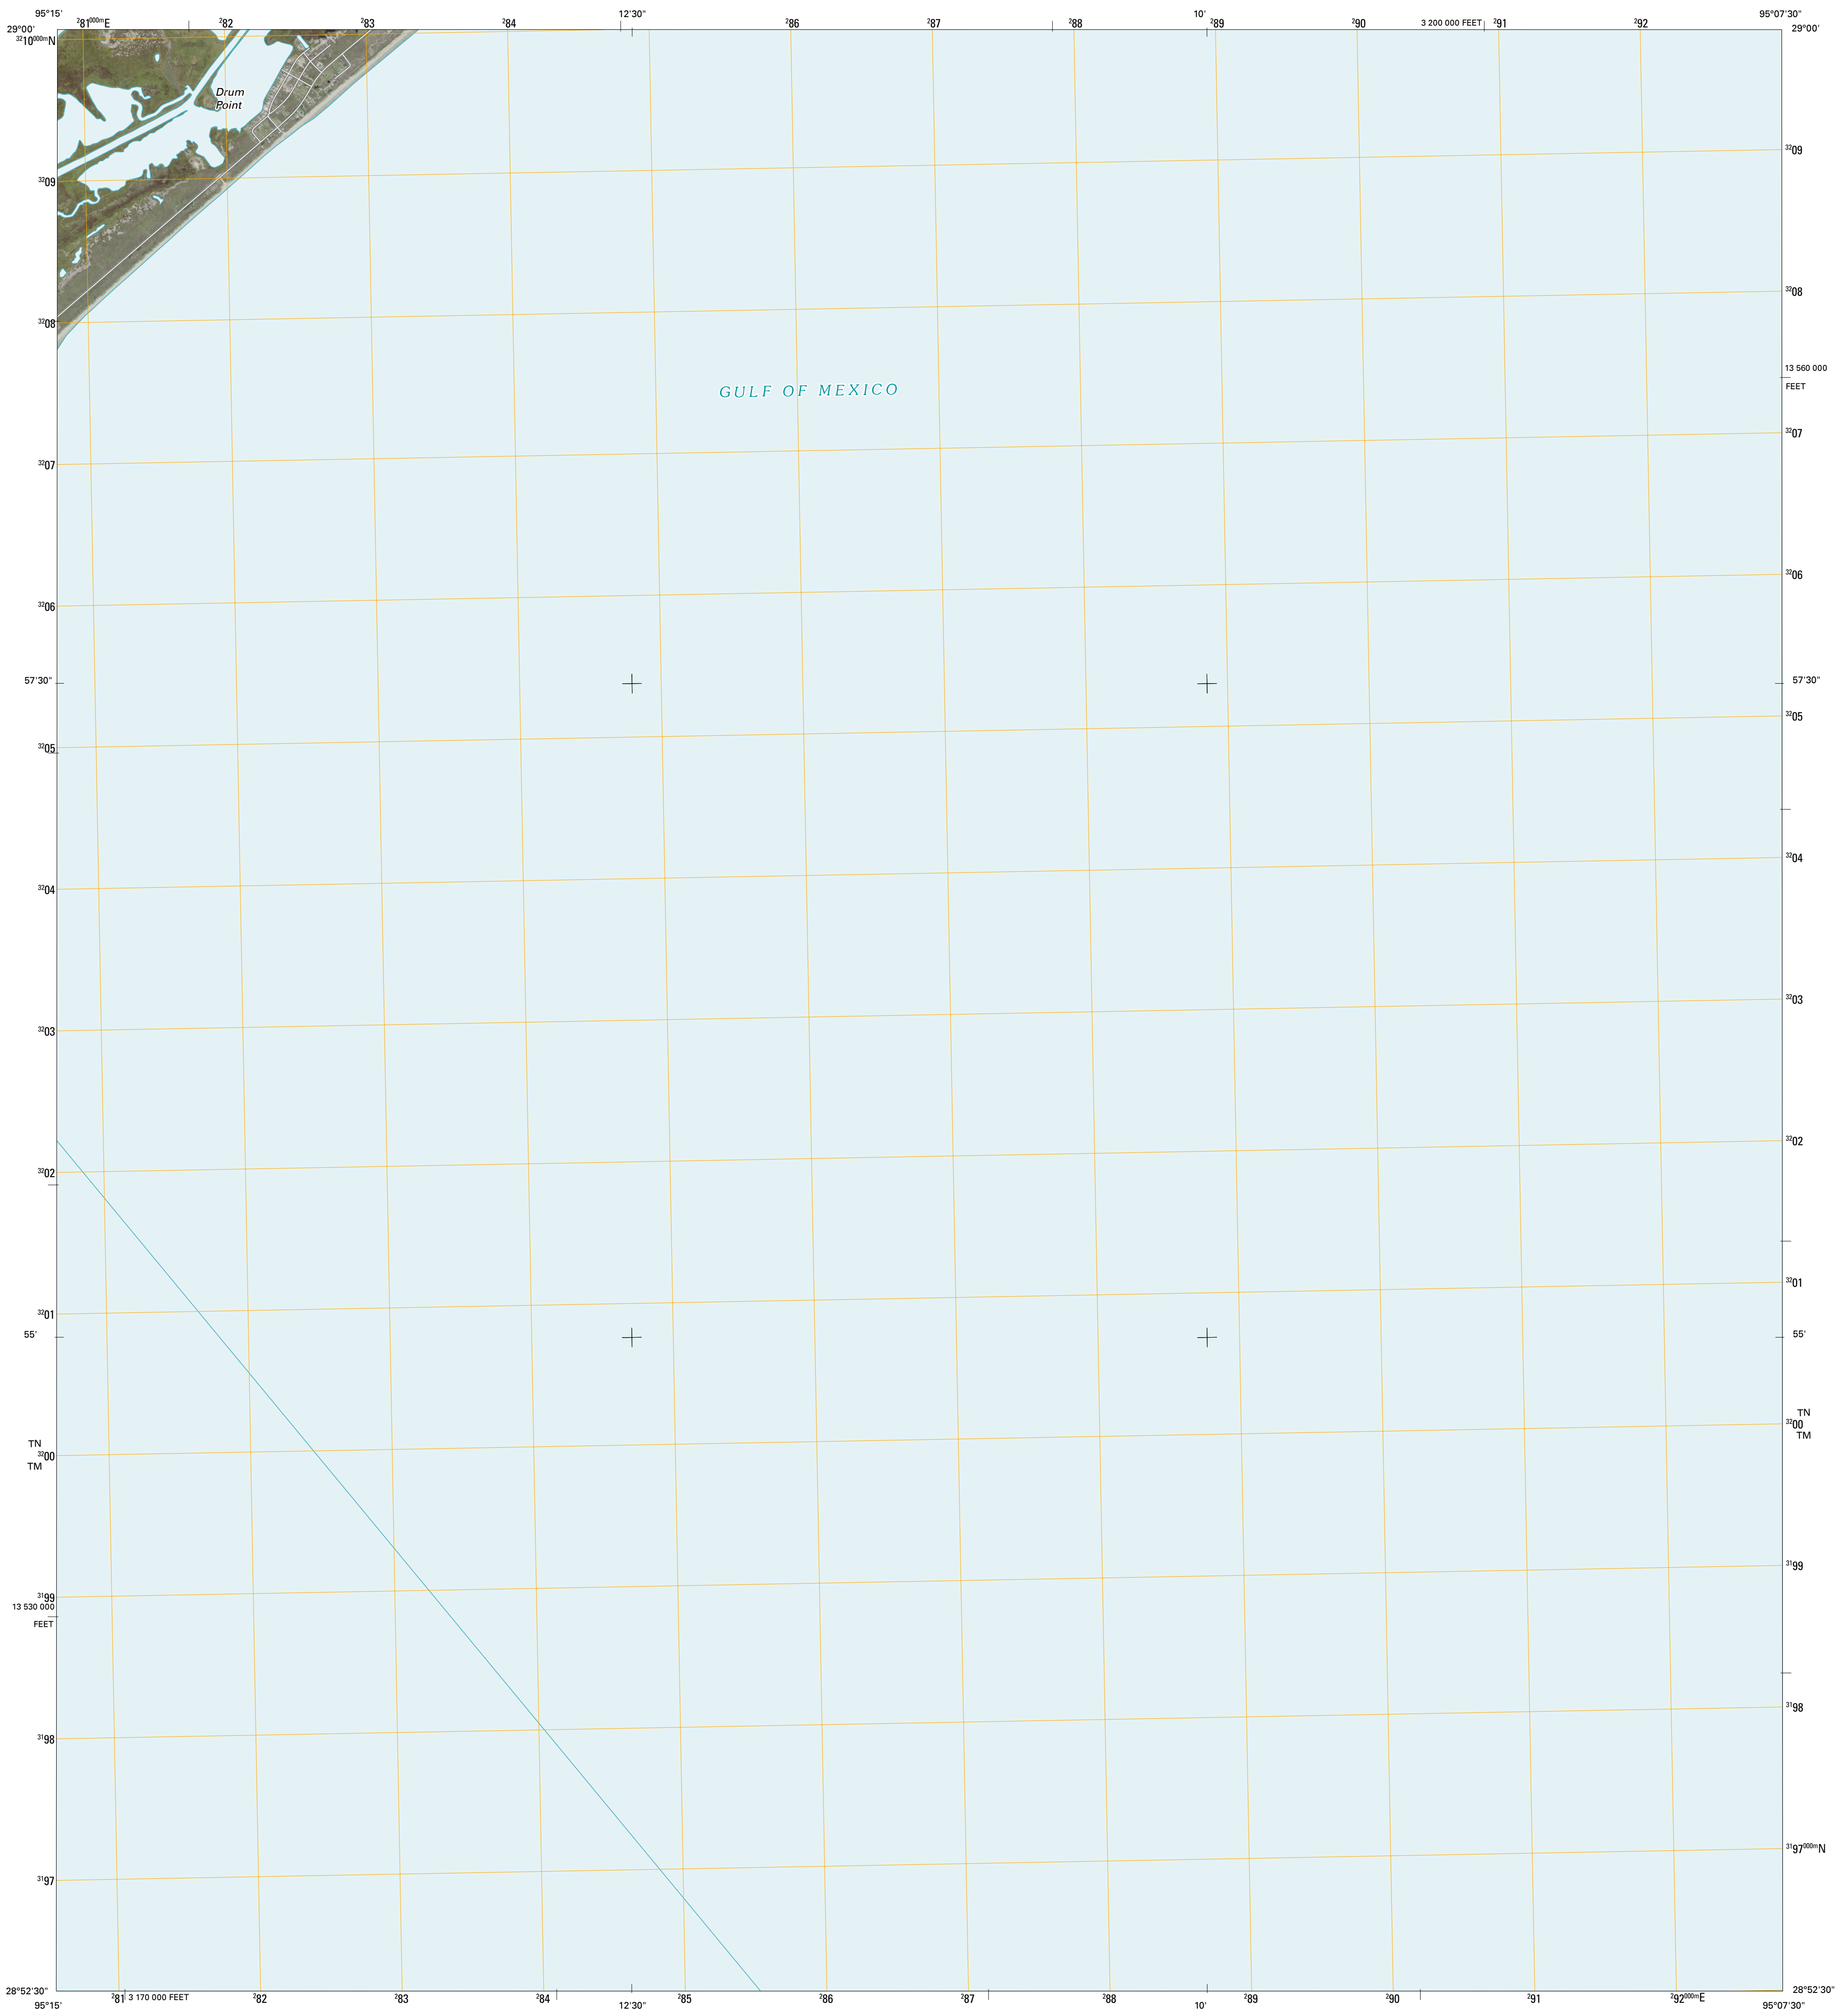 95°15' ²81⁰⁰⁰ᵐE ²82 ²83 ²84 12'30" ²86 ²87 ²88 10' ²89 ²90 3 200 000 FEET ²91 ²92 95°07'30"
29°00' 29°00'
³²10⁰⁰⁰ᵐN
Drum
Point
³²09 ³²09
³²08 ³²08
13 560 000
FEET
GULF OF MEXICO
³²07 ³²07
³²06 ³²06
57'30" 57'30"
³²05 ³²05
³²04 ³²04
³²03 ³²03
³²02 ³²02
³²01 ³²01
55' 55'
TN TN
³²00 ³²00
TM TM
³¹99 ³¹99
13 530 000
FEET
³¹98 ³¹98
³¹97 ³¹97⁰⁰⁰ᵐN
28°52'30" 28°52'30"
95°15' ²81 3 170 000 FEET ²82 ²83 ²84 12'30" ²85 ²86 ²87 ²88 10' ²89 ²90 ²91 ²92⁰⁰⁰ᵐE 95°07'30"